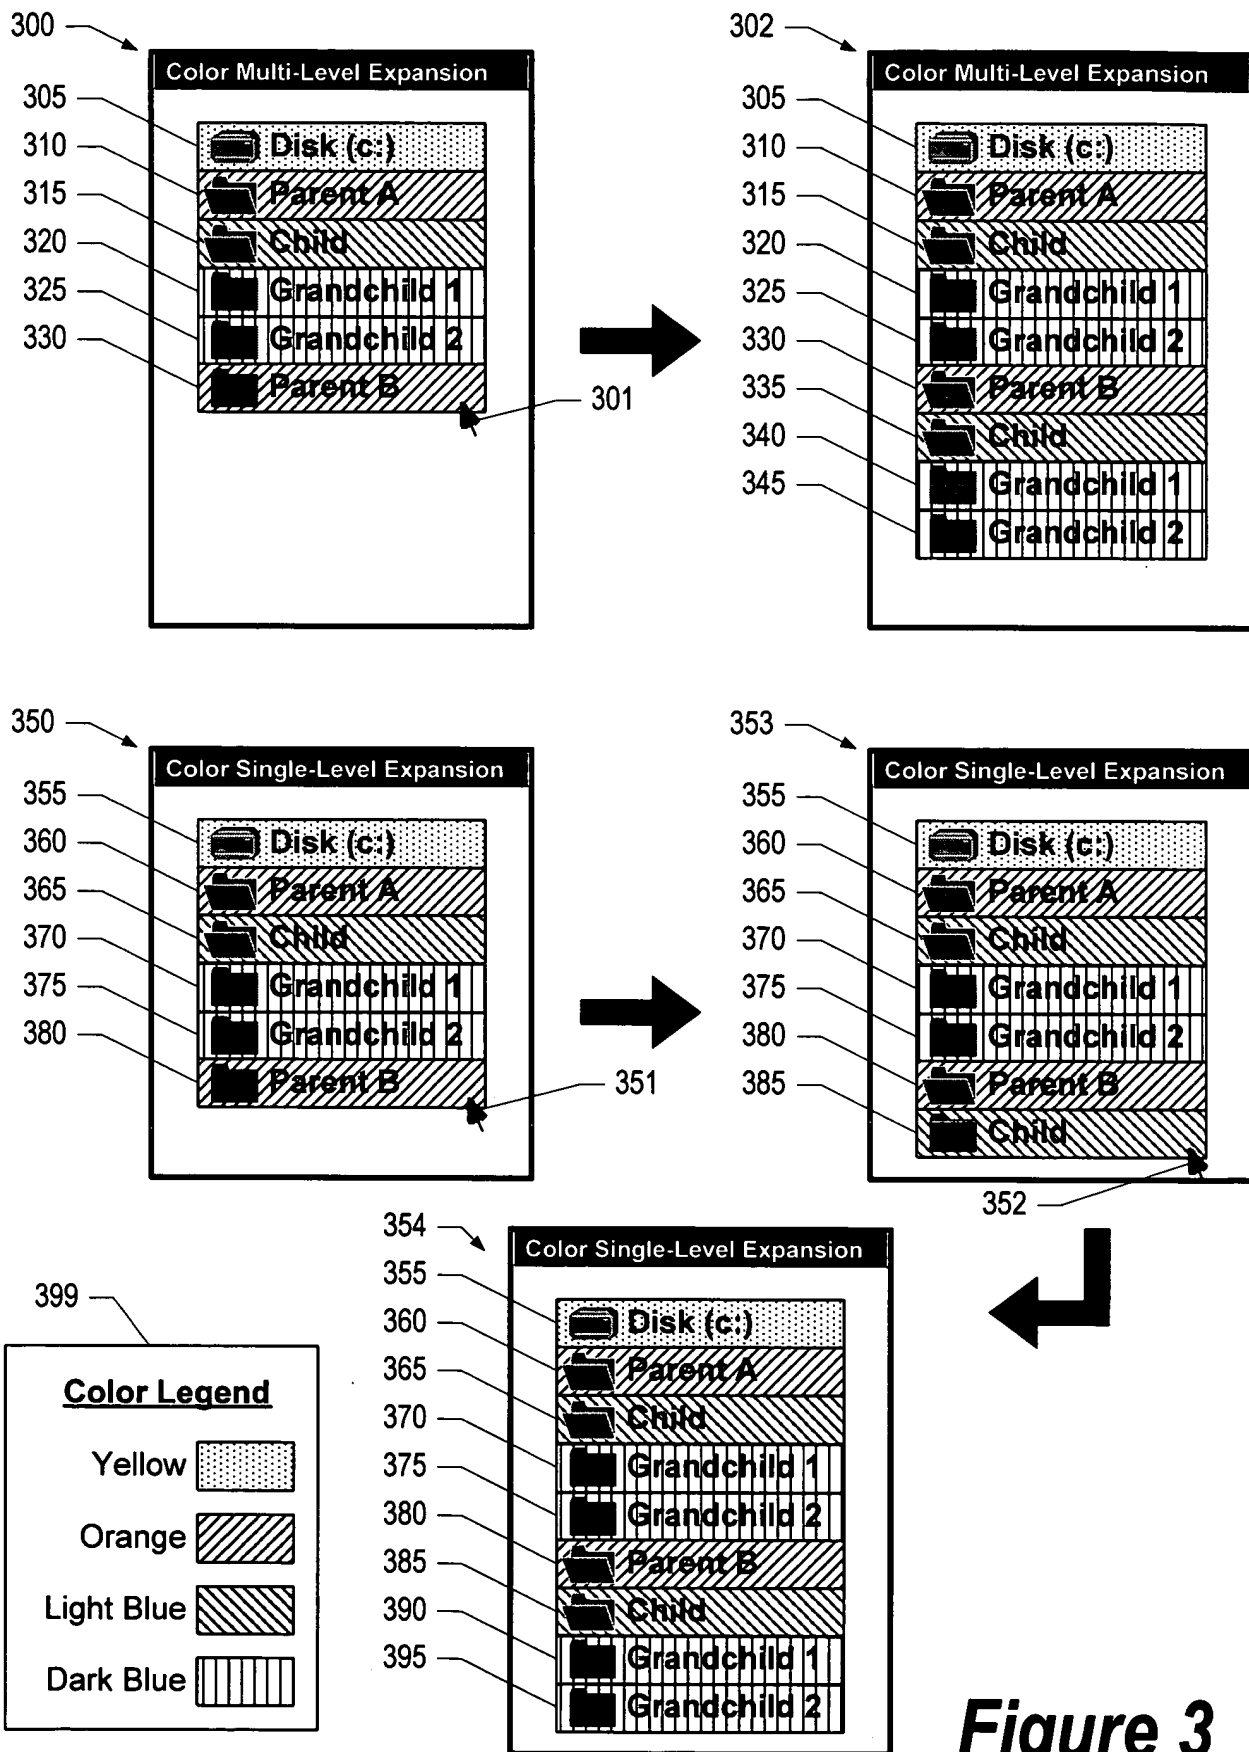 300
Color Multi-Level Expansion
305
Disk (c:)
310
Parent A
315
Child
320
Grandchild 1
325
Grandchild 2
330
Parent B
301
302
Color Multi-Level Expansion
305
Disk (c:)
310
Parent A
315
Child
320
Grandchild 1
325
Grandchild 2
330
Parent B
335
Child
340
Grandchild 1
345
Grandchild 2
350
Color Single-Level Expansion
355
Disk (c:)
360
Parent A
365
Child
370
Grandchild 1
375
Grandchild 2
380
Parent B
351
353
Color Single-Level Expansion
355
Disk (c:)
360
Parent A
365
Child
370
Grandchild 1
375
Grandchild 2
380
Parent B
385
Child
352
354
Color Single-Level Expansion
355
Disk (c:)
360
Parent A
365
Child
370
Grandchild 1
375
Grandchild 2
380
Parent B
385
Child
390
Grandchild 1
395
Grandchild 2
399
Color Legend
Yellow
Orange
Light Blue
Dark Blue
Figure 3